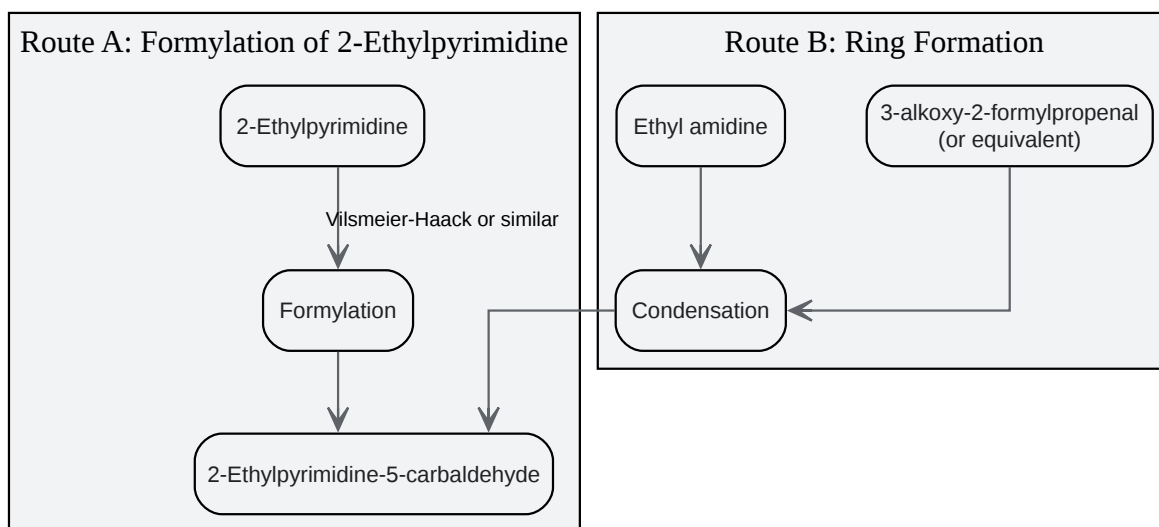 Route A: Formylation of 2-Ethylpyrimidine
2-Ethylpyrimidine
Vilsmeier-Haack or similar
Formylation
2-Ethylpyrimidine-5-carbaldehyde
Route B: Ring Formation
Ethyl amidine
3-alkoxy-2-formylpropenal
(or equivalent)
Condensation